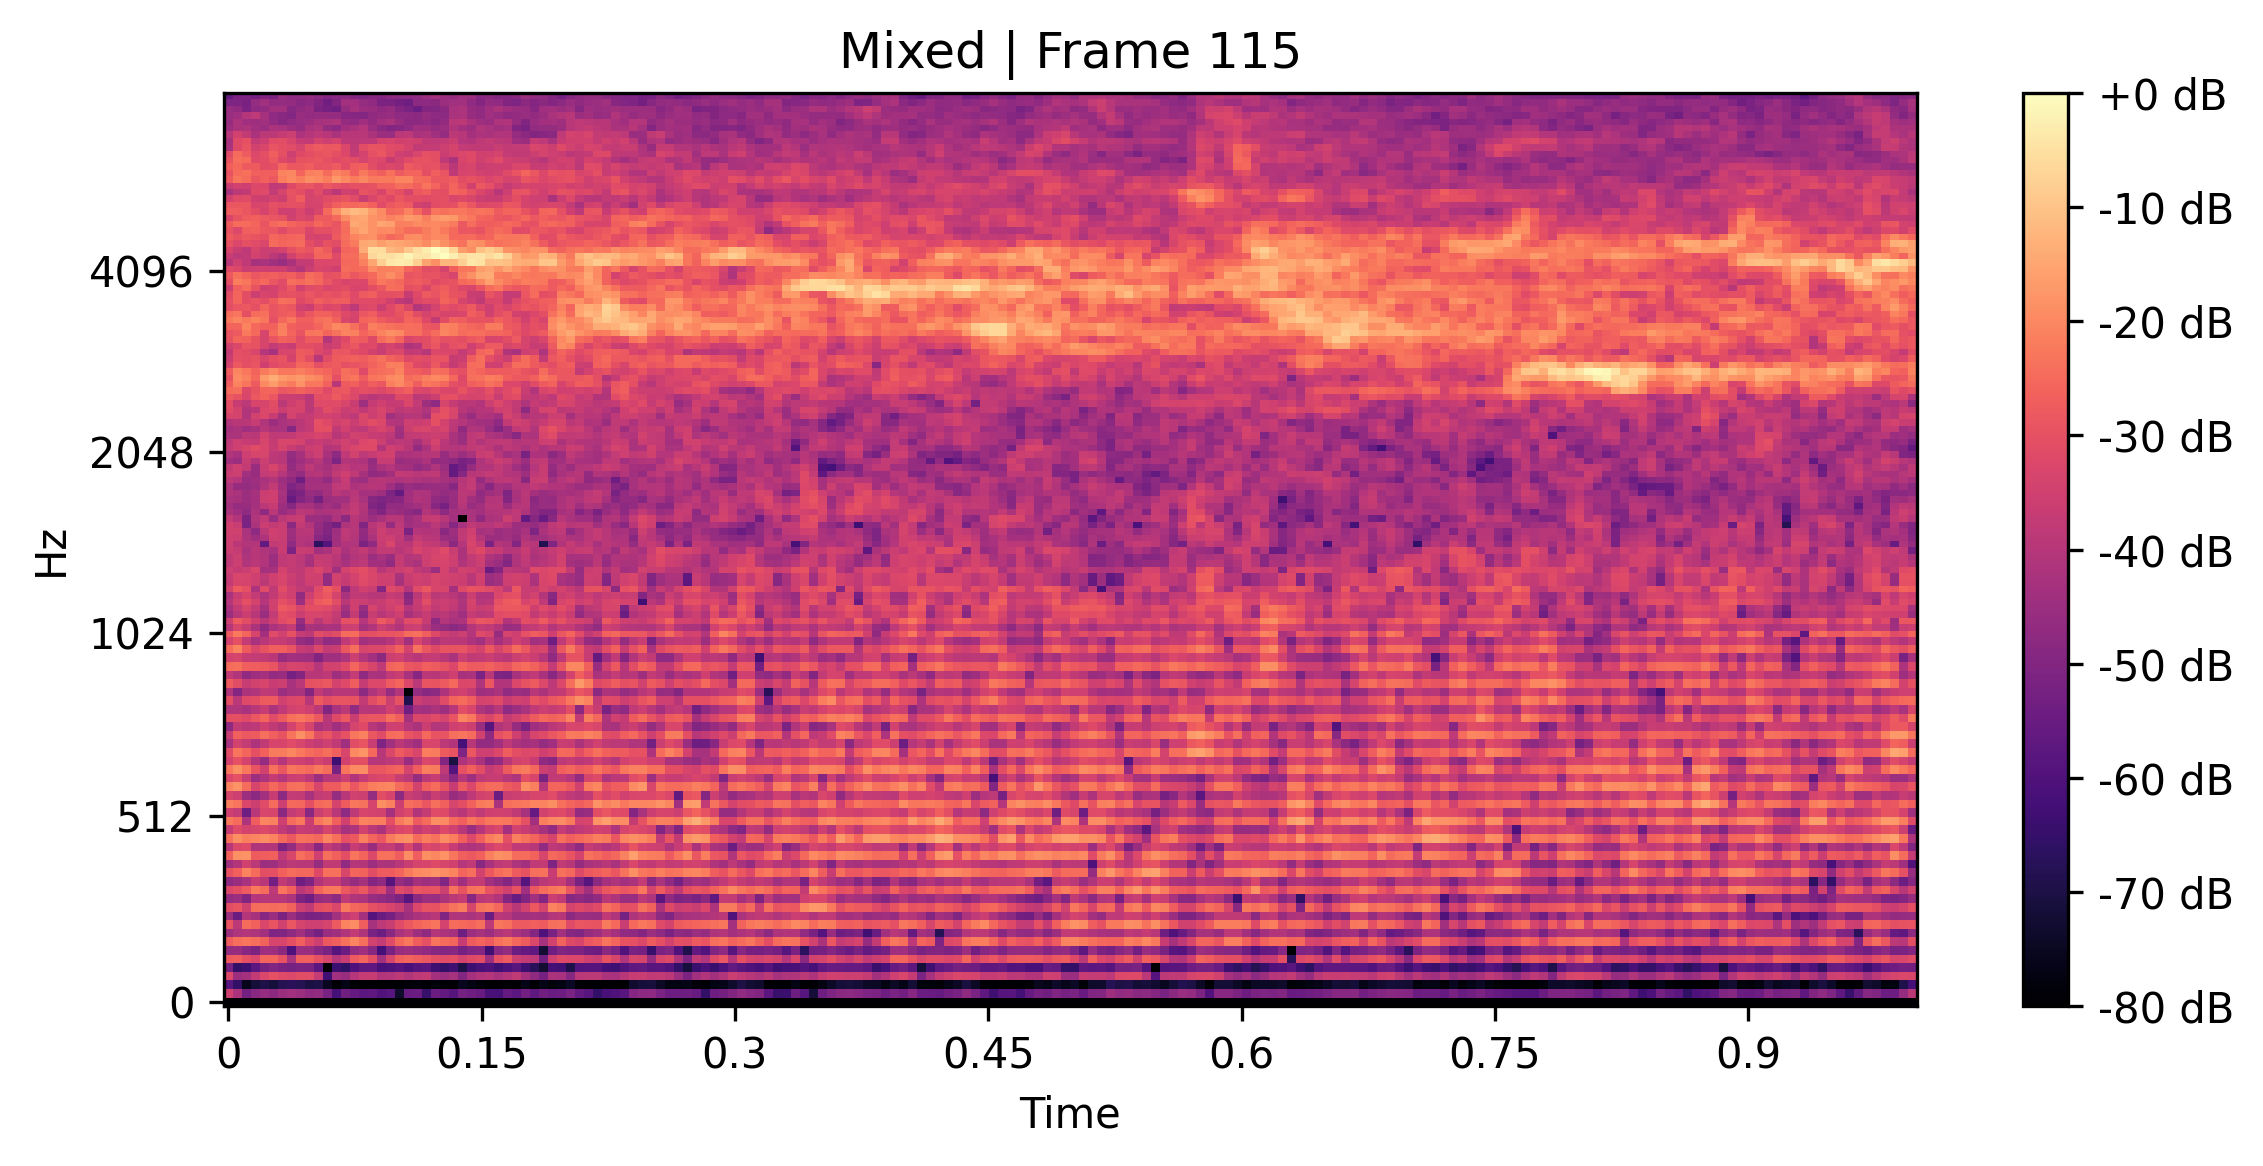 Mixed | Frame 115
Hz
4096
2048
1024
512
0
0 0.15 0.3 0.45 0.6 0.75 0.9
Time
+0 dB
-10 dB
-20 dB
-30 dB
-40 dB
-50 dB
-60 dB
-70 dB
-80 dB